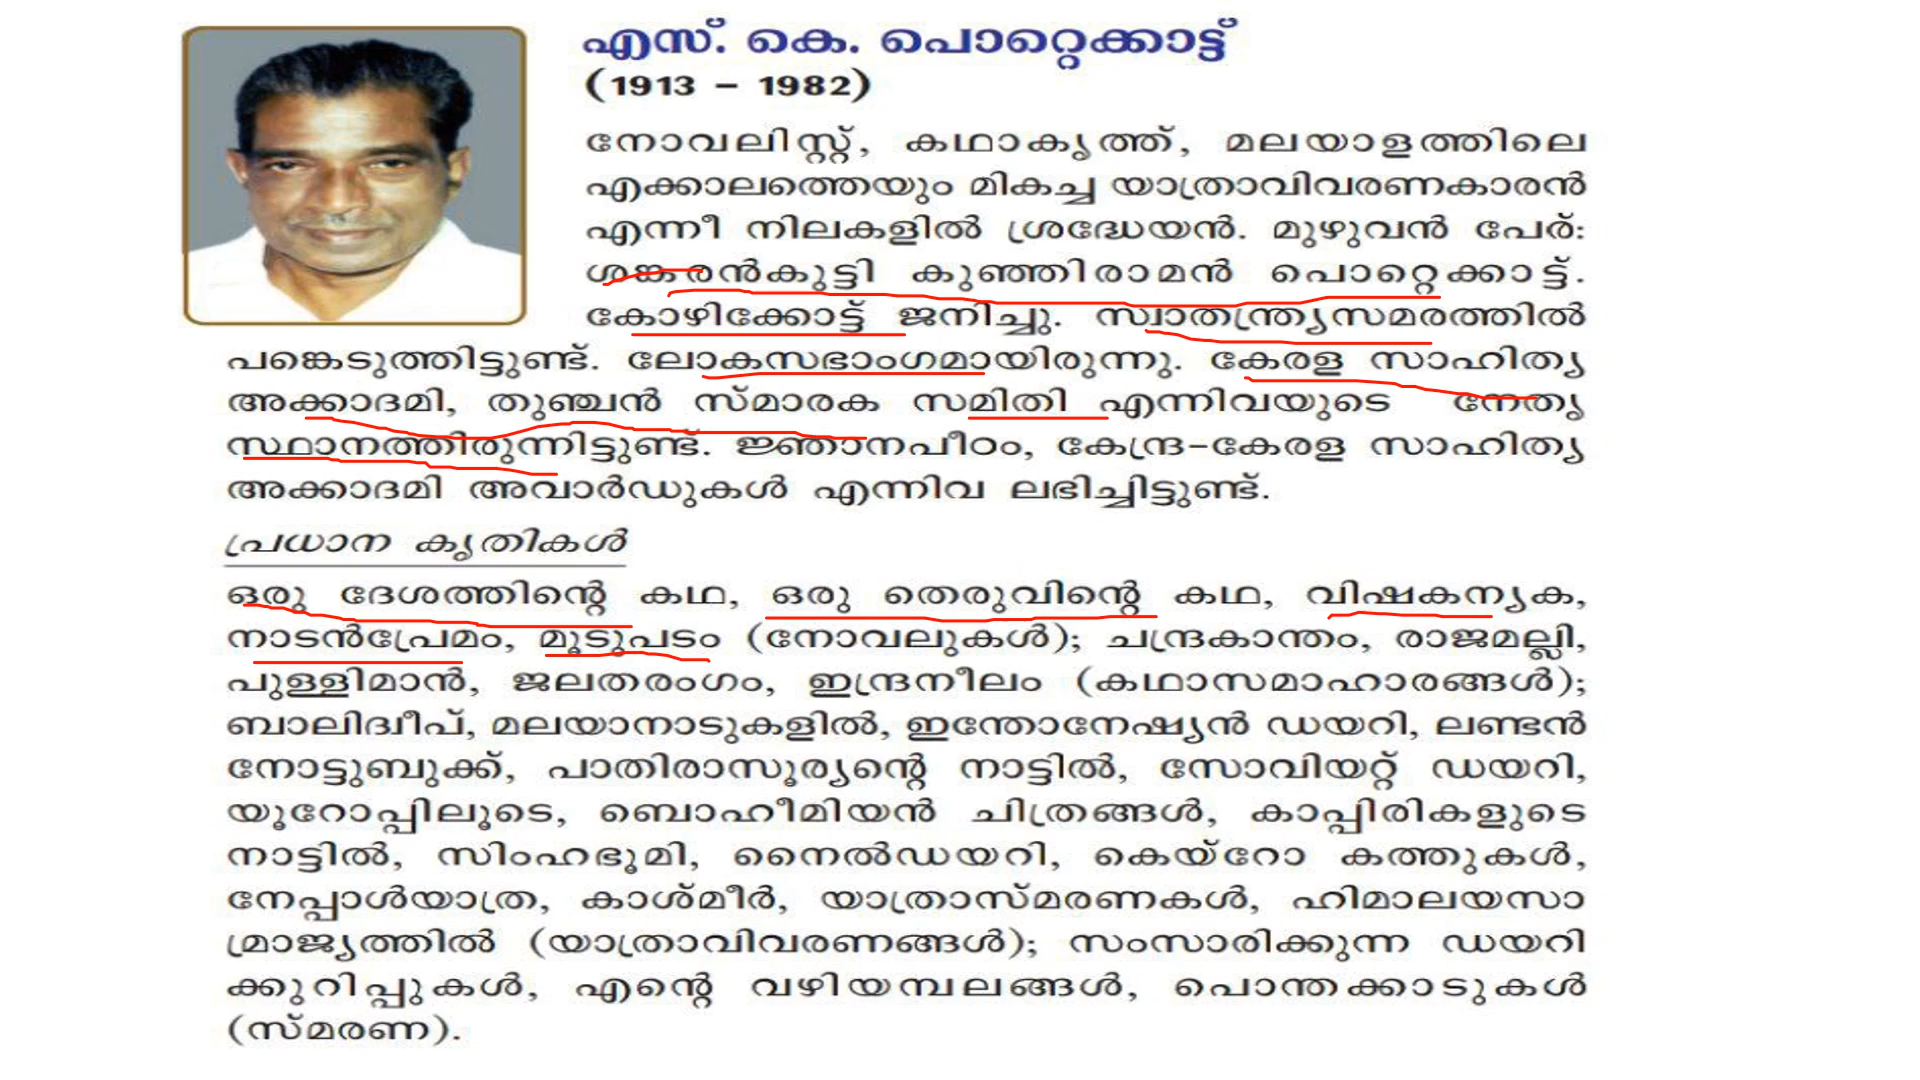 എസ്. കെ. പൊറ്റെക്കാട്ട്
(1913 – 1982)
നോവലിസ്റ്റ്, കഥാകൃത്ത്, മലയാളത്തിലെ
എക്കാലത്തെയും മികച്ച യാത്രാവിവരണകാരൻ
എന്നീ നിലകളിൽ ശ്രദ്ധേയൻ. മുഴുവൻ പേര്:
ശങ്കരൻകുട്ടി കുഞ്ഞിരാമൻ പൊറ്റെക്കാട്ട്.
കോഴിക്കോട്ട് ജനിച്ചു. സ്വാതന്ത്ര്യസമരത്തിൽ
പങ്കെടുത്തിട്ടുണ്ട്. ലോകസഭാംഗമായിരുന്നു. കേരള സാഹിത്യ
അക്കാദമി, തുഞ്ചൻ സ്മാരക സമിതി എന്നിവയുടെ നേതൃ
സ്ഥാനത്തിരുന്നിട്ടുണ്ട്. ജ്ഞാനപീഠം, കേന്ദ്ര-കേരള സാഹിത്യ
അക്കാദമി അവാർഡുകൾ എന്നിവ ലഭിച്ചിട്ടുണ്ട്.
പ്രധാന കൃതികൾ
ഒരു ദേശത്തിന്റെ കഥ, ഒരു തെരുവിന്റെ കഥ, വിഷകന്യക,
നാടൻപ്രേമം, മൂടുപടം (നോവലുകൾ); ചന്ദ്രകാന്തം, രാജമല്ലി,
പുള്ളിമാൻ, ജലതരംഗം, ഇന്ദ്രനീലം (കഥാസമാഹാരങ്ങൾ);
ബാലിദ്വീപ്, മലയാനാടുകളിൽ, ഇന്തോനേഷ്യൻ ഡയറി, ലണ്ടൻ
നോട്ടുബുക്ക്, പാതിരാസൂര്യന്റെ നാട്ടിൽ, സോവിയറ്റ് ഡയറി,
യൂറോപ്പിലൂടെ, ബൊഹീമിയൻ ചിത്രങ്ങൾ, കാപ്പിരികളുടെ
നാട്ടിൽ, സിംഹഭൂമി, നൈൽഡയറി, കെയ്റോ കത്തുകൾ,
നേപ്പാൾയാത്ര, കാശ്മീർ, യാത്രാസ്മരണകൾ, ഹിമാലയസാ
മ്രാജ്യത്തിൽ (യാത്രാവിവരണങ്ങൾ); സംസാരിക്കുന്ന ഡയറി
ക്കുറിപ്പുകൾ, എന്റെ വഴിയമ്പലങ്ങൾ, പൊന്തക്കാടുകൾ
(സ്മരണ).